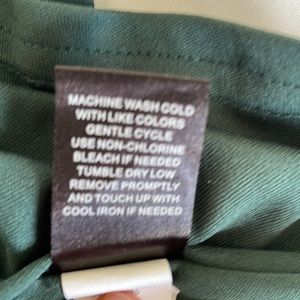 MACHINE WASH COLD
WITH LIKE COLORS
GENTLE CYCLE
USE NON-CHLORINE
BLEACH IF NEEDED
TUMBLE DRY LOW
REMOVE PROMPTLY
AND TOUCH UP WITH
COOL IRON IF NEEDED